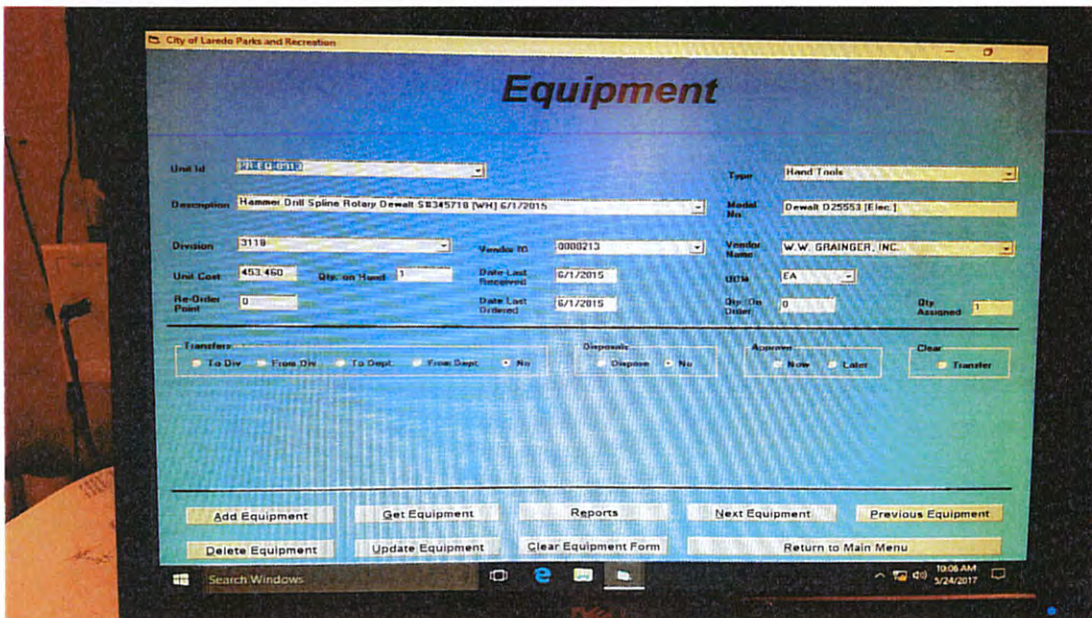 City of Laredo Parks and Recreation
Equipment
Unit Id
Type Hand Tools
Description Hammer Drill Spline Rotary Dewalt S#345718 [WH] 6/1/2015 Model No. Dewalt D25553 [Elec.]
Division 3118 Vendor ID 0000213 Vendor Name W.W. GRAINGER, INC.
Unit Cost 453.460 Qty. on Hand 1 Date Last Received 6/1/2015 UOM EA
Re-Order Point 0 Date Last Ordered 6/1/2015 Qty. On Order 0 Qty Assigned 1
Transfers Disposals Approve Clear
To Div From Div To Dept. From Dept. No Dispose No Now Later Transfer
Add Equipment Get Equipment Reports Next Equipment Previous Equipment
Delete Equipment Update Equipment Clear Equipment Form Return to Main Menu
Search Windows 10:06 AM
5/24/2017